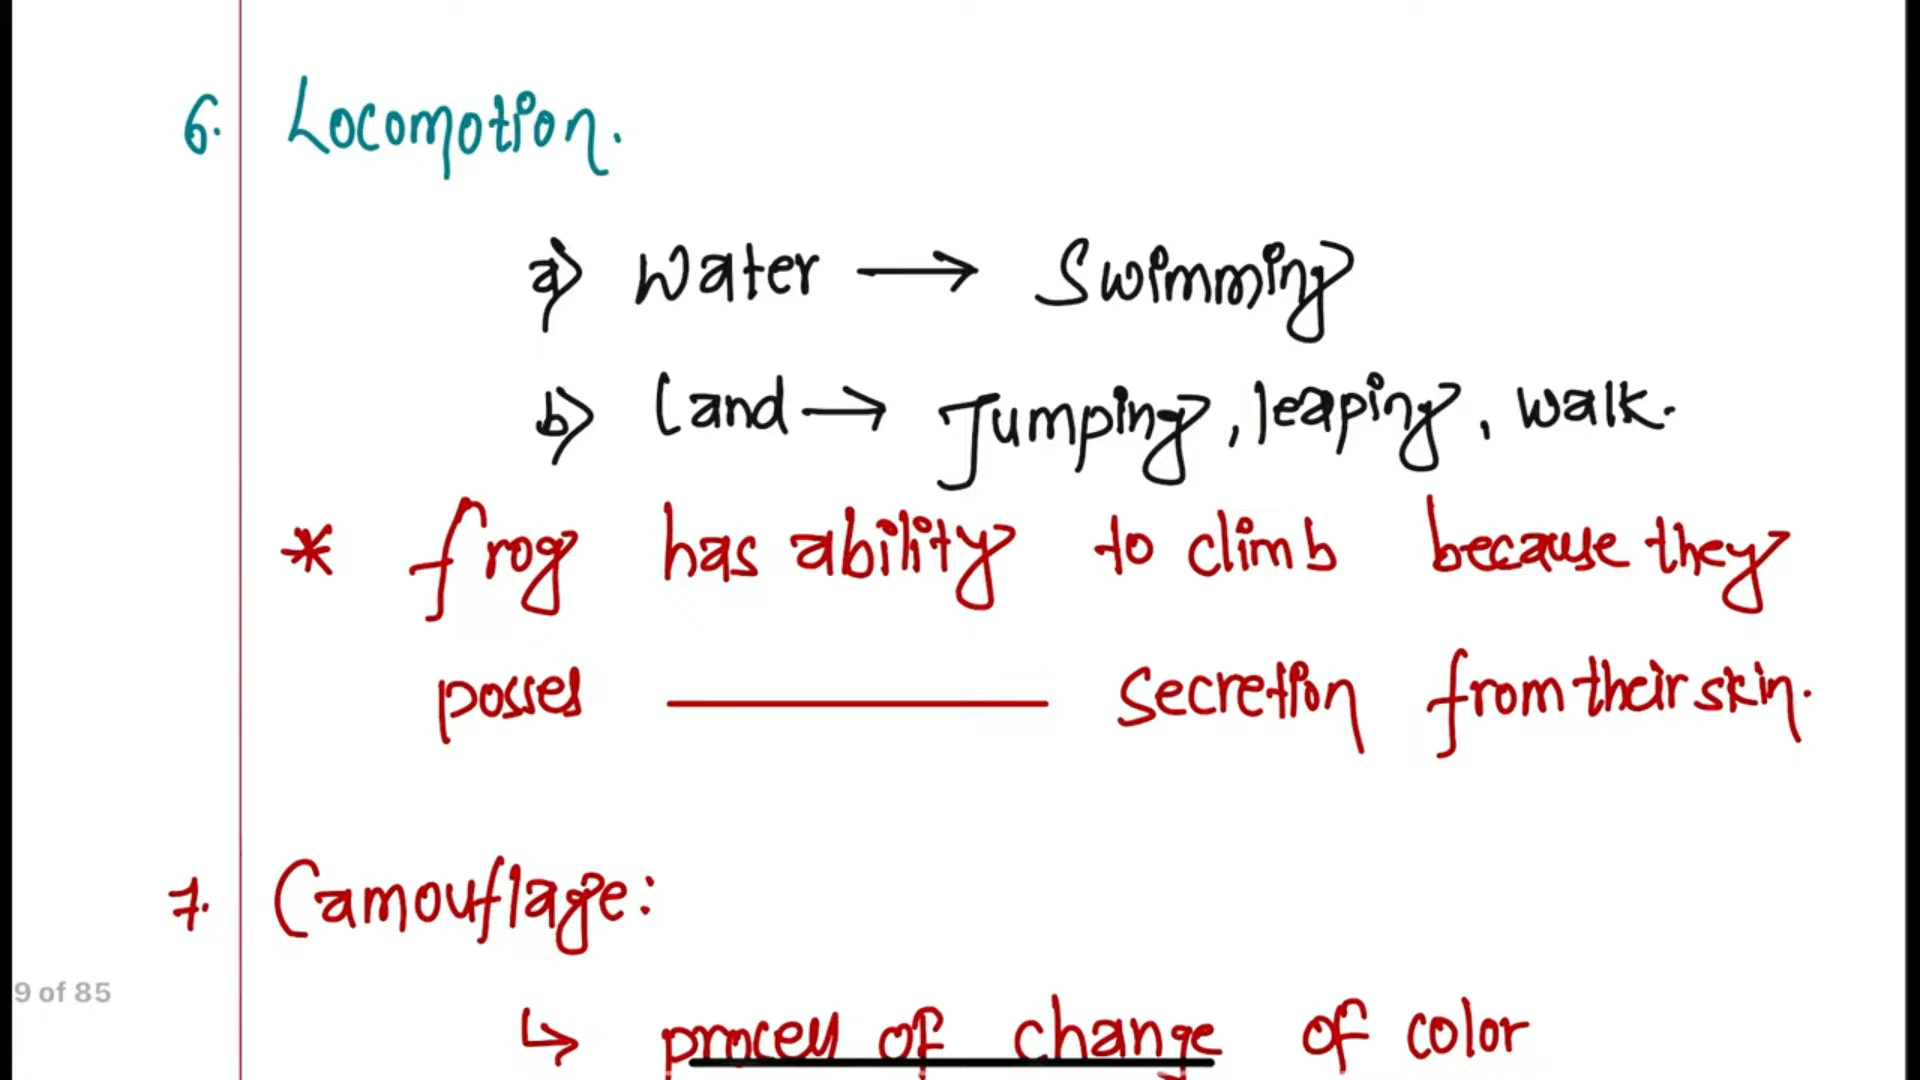 6. Locomotion.
a) Water → Swimming
b) Land → Jumping, leaping, walk.
* frog has ability to climb because they
posses ________ secretion from their skin.
7. Camouflage:
9 of 85
↳ process of change of color